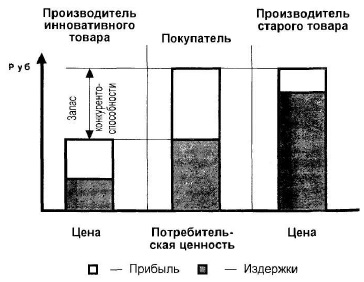 Производитель
инновативного
товара
Покупатель
Производитель
старого товара
Руб
Запас
конкуренто-
способности
Цена
Потребитель-
ская ценность
Цена
— Прибыль
— Издержки